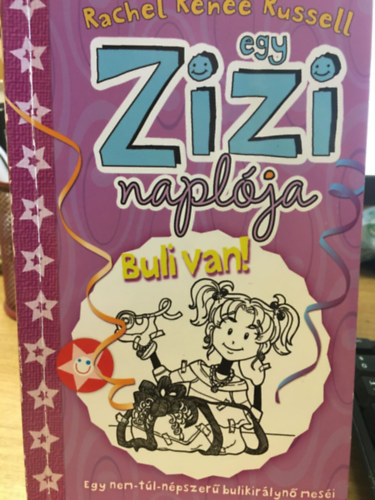 Rachel Renée Russell
egy
Zizi
naplója
Buli van!
Egy nem-túl-népszerű bulikirálynő meséi